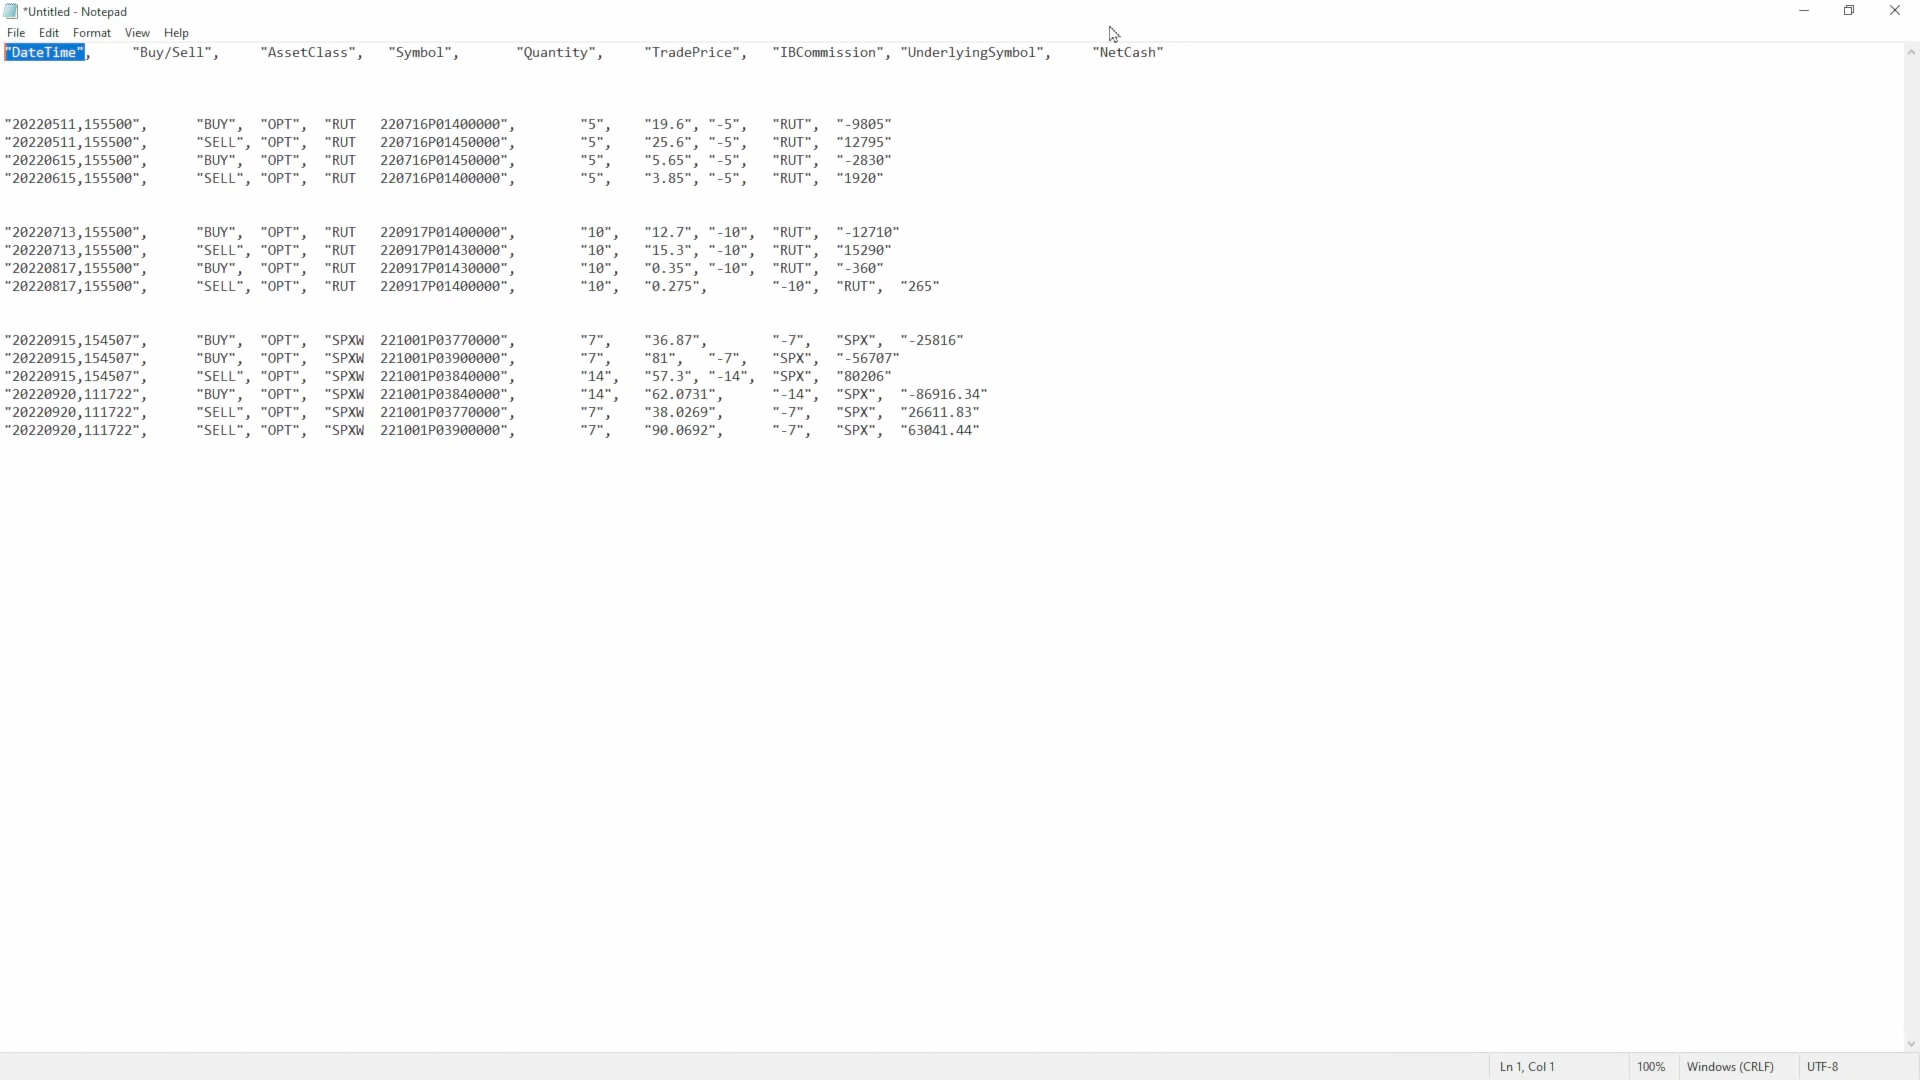 *Untitled - Notepad
File Edit Format View Help
"DateTime", "Buy/Sell", "AssetClass", "Symbol", "Quantity", "TradePrice", "IBCommission", "UnderlyingSymbol", "NetCash"
"20220511,155500", "BUY", "OPT", "RUT 220716P01400000", "5", "19.6", "-5", "RUT", "-9805"
"20220511,155500", "SELL", "OPT", "RUT 220716P01450000", "5", "25.6", "-5", "RUT", "12795"
"20220615,155500", "BUY", "OPT", "RUT 220716P01450000", "5", "5.65", "-5", "RUT", "-2830"
"20220615,155500", "SELL", "OPT", "RUT 220716P01400000", "5", "3.85", "-5", "RUT", "1920"
"20220713,155500", "BUY", "OPT", "RUT 220917P01400000", "10", "12.7", "-10", "RUT", "-12710"
"20220713,155500", "SELL", "OPT", "RUT 220917P01430000", "10", "15.3", "-10", "RUT", "15290"
"20220817,155500", "BUY", "OPT", "RUT 220917P01430000", "10", "0.35", "-10", "RUT", "-360"
"20220817,155500", "SELL", "OPT", "RUT 220917P01400000", "10", "0.275", "-10", "RUT", "265"
"20220915,154507", "BUY", "OPT", "SPXW 221001P03770000", "7", "36.87", "-7", "SPX", "-25816"
"20220915,154507", "BUY", "OPT", "SPXW 221001P03900000", "7", "81", "-7", "SPX", "-56707"
"20220915,154507", "SELL", "OPT", "SPXW 221001P03840000", "14", "57.3", "-14", "SPX", "80206"
"20220920,111722", "BUY", "OPT", "SPXW 221001P03840000", "14", "62.0731", "-14", "SPX", "-86916.34"
"20220920,111722", "SELL", "OPT", "SPXW 221001P03770000", "7", "38.0269", "-7", "SPX", "26611.83"
"20220920,111722", "SELL", "OPT", "SPXW 221001P03900000", "7", "90.0692", "-7", "SPX", "63041.44"
Ln 1, Col 1 100% Windows (CRLF) UTF-8